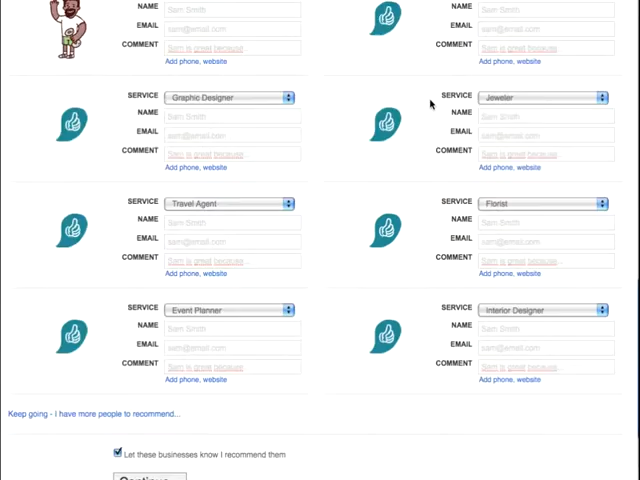 NAME Sam Smith NAME Sam Smith
EMAIL sam@email.com EMAIL sam@email.com
COMMENT Sam is great because COMMENT Sam is great because
Add phone, website Add phone, website
SERVICE Graphic Designer SERVICE Jeweler
NAME Sam Smith NAME Sam Smith
EMAIL sam@email.com EMAIL sam@email.com
COMMENT Sam is great because... COMMENT Sam is great because...
Add phone, website Add phone, website
SERVICE Travel Agent SERVICE Florist
NAME Sam Smith NAME Sam Smith
EMAIL sam@email.com EMAIL sam@email.com
COMMENT Sam is great because... COMMENT Sam is great because...
Add phone, website Add phone, website
SERVICE Event Planner SERVICE Interior Designer
NAME Sam Smith NAME Sam Smith
EMAIL sam@email.com EMAIL sam@email.com
COMMENT Sam is great because... COMMENT Sam is great because...
Add phone, website Add phone, website
Keep going - I have more people to recommend...
Let these businesses know I recommend them
Continue